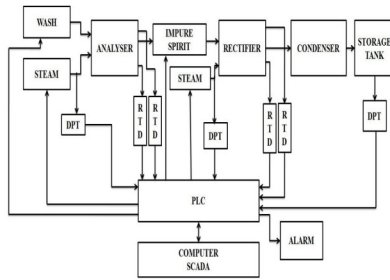 WASH
STEAM
ANALYSER
IMPURE
SPIRIT
STEAM
RECTIFIER
CONDENSER
STORAGE
TANK
DPT
R
T
D
R
T
D
DPT
R
T
D
R
T
D
DPT
PLC
ALARM
COMPUTER
SCADA